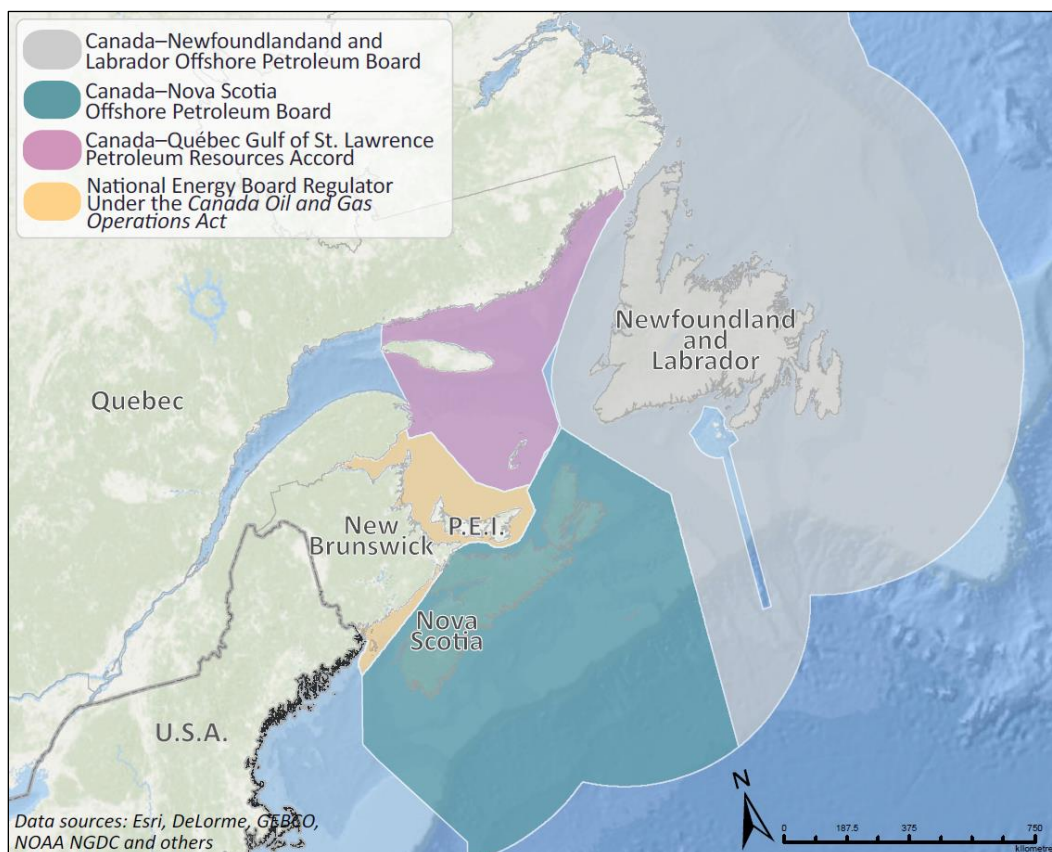 Canada–Newfoundlandand and
Labrador Offshore Petroleum Board
Canada–Nova Scotia
Offshore Petroleum Board
Canada–Québec Gulf of St. Lawrence
Petroleum Resources Accord
National Energy Board Regulator
Under the Canada Oil and Gas
Operations Act
Newfoundland
and
Labrador
Quebec
New
Brunswick
P.E.I.
Nova
Scotia
U.S.A.
Data sources: Esri, DeLorme, GEBCO,
NOAA NGDC and others
N
0 187.5 375 750
kilometre